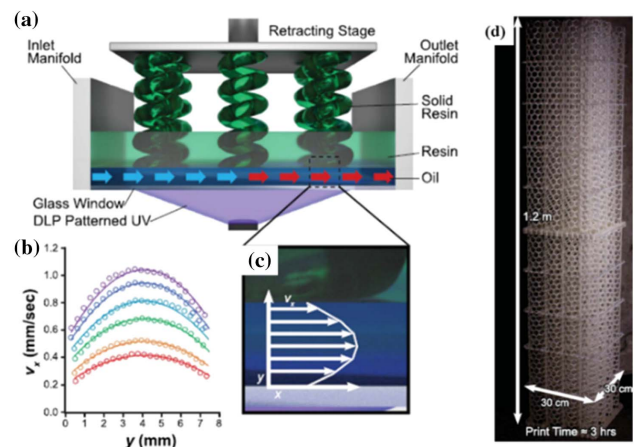 (a)
Retracting Stage
Inlet
Manifold
Outlet
Manifold
Solid
Resin
Resin
Oil
Glass Window
DLP Patterned UV
(b)
1.2
1.0
0.8
0.6
0.4
0.2
0.0
vx (mm/sec)
0 1 2 3 4 5 6 7 8
y (mm)
(c)
vx
y
x
(d)
1.2 m
30 cm
30 cm
Print Time ≈ 3 hrs